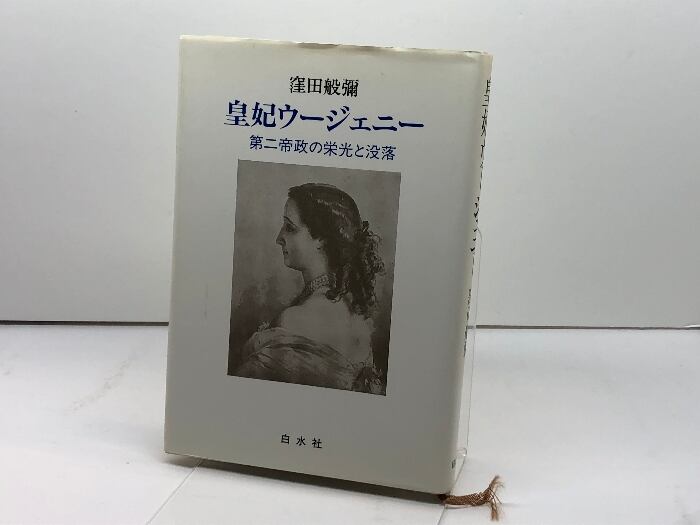 窪田般彌
皇妃ウージェニー
第二帝政の栄光と没落
白水社